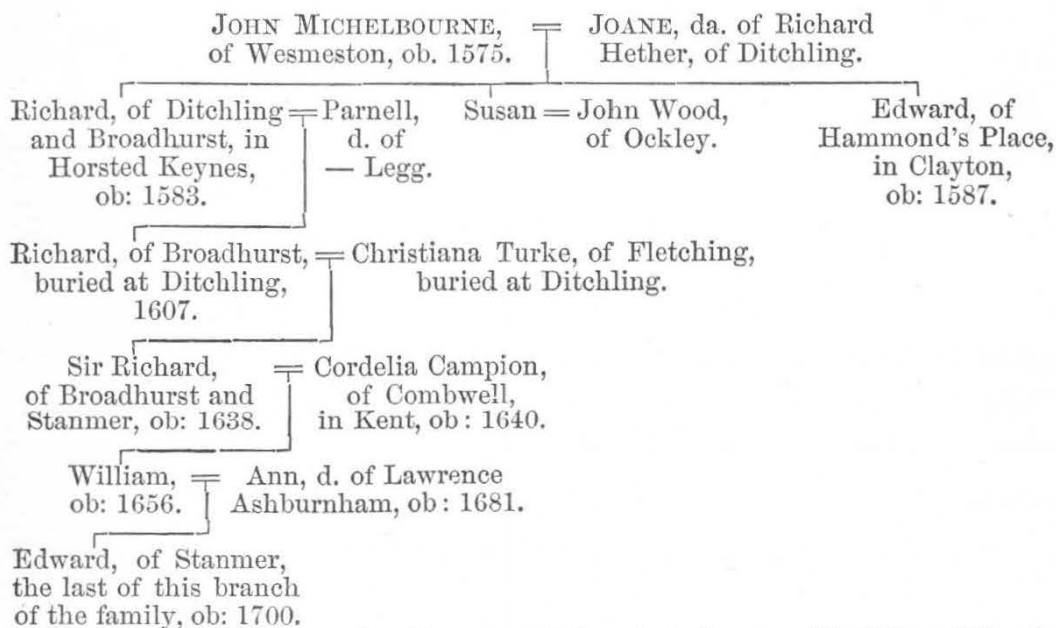 JOHN MICHELBOURNE, = JOANE, da. of Richard
of Wesmeston, ob. 1575. Hether, of Ditchling.
Richard, of Ditchling = Parnell, Susan = John Wood, Edward, of
and Broadhurst, in d. of of Ockley. Hammond's Place,
Horsted Keynes, — Legg. in Clayton,
ob: 1583. ob: 1587.
Richard, of Broadhurst, = Christiana Turke, of Fletching,
buried at Ditchling, buried at Ditchling.
1607.
Sir Richard, = Cordelia Campion,
of Broadhurst and of Combwell,
Stanmer, ob: 1638. in Kent, ob: 1640.
William, = Ann, d. of Lawrence
ob: 1656. Ashburnham, ob: 1681.
Edward, of Stanmer,
the last of this branch
of the family, ob: 1700.